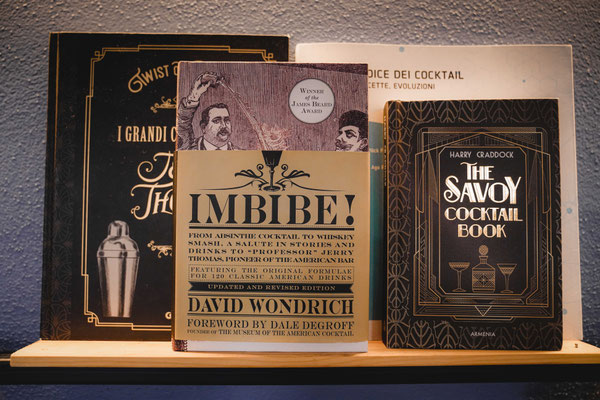 TWIST
I GRANDI
WINNER
of the
JAMES BEARD
AWARD
IMBIBE!
FROM ABSINTHE COCKTAIL TO WHISKEY
SMASH, A SALUTE IN STORIES AND
DRINKS TO "PROFESSOR" JERRY
THOMAS, PIONEER OF THE AMERICAN BAR
FEATURING THE ORIGINAL FORMULAE
FOR 120 CLASSIC AMERICAN DRINKS
UPDATED AND REVISED EDITION
DAVID WONDRICH
FOREWORD BY DALE DEGROFF
FOUNDER OF THE MUSEUM OF THE AMERICAN COCKTAIL
DEI COCKTAIL
EVOLUZIONI
HARRY CRADDOCK
THE
SAVOY
COCKTAIL
BOOK
ARMENIA